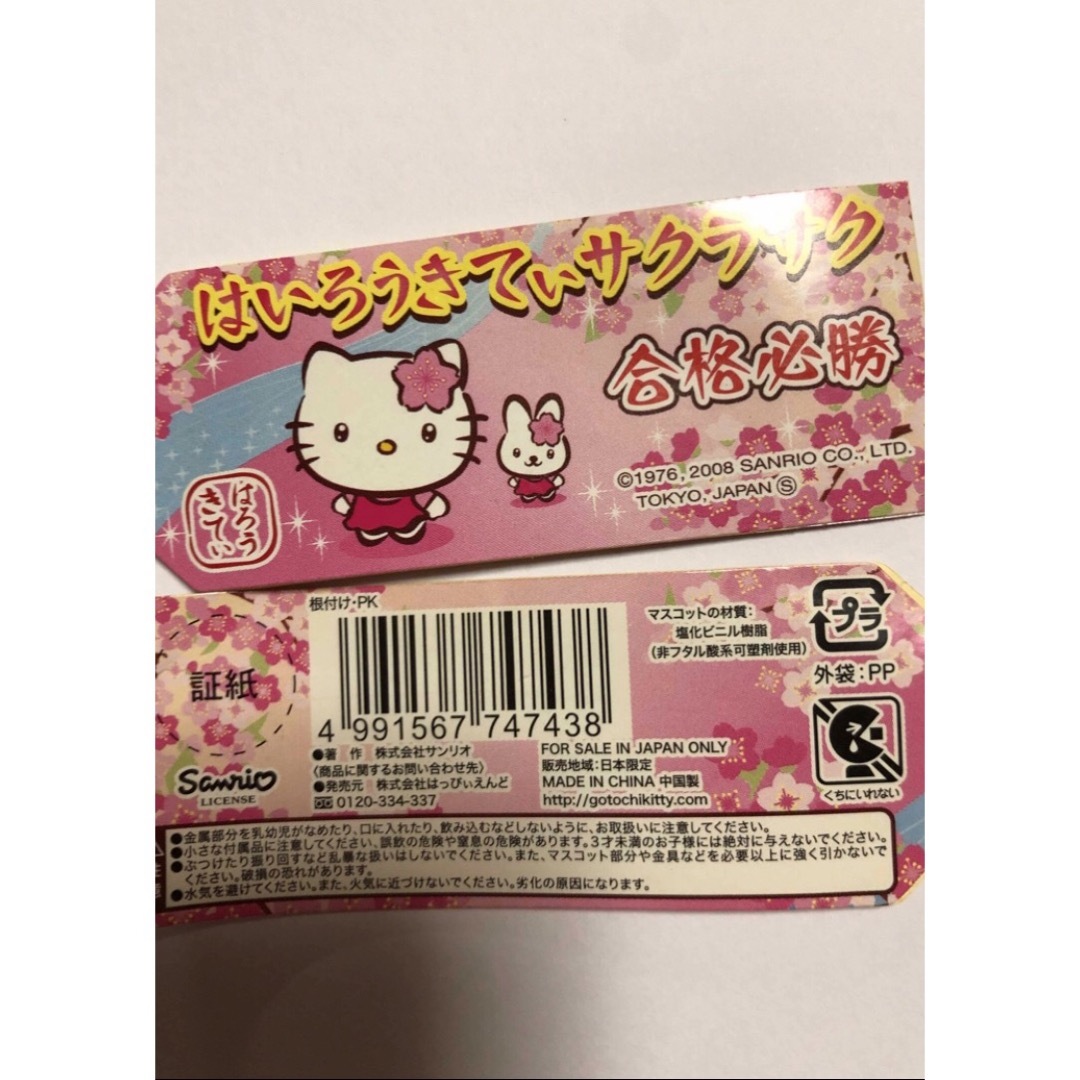 はいろうきてぃサクラサク
合格必勝
©1976, 2008 SANRIO CO., LTD.
TOKYO, JAPAN Ⓢ
はろう
きてぃ
根付け・PK
4 991567 747438
マスコットの材質：
塩化ビニル樹脂
（非フタル酸系可塑剤使用）
プラ
外袋：PP
証紙
Sanrio
LICENSE
●著　作　株式会社サンリオ
〈商品に関するお問い合わせ先〉
●発売元　株式会社はっぴぃえんど
0120-334-337
FOR SALE IN JAPAN ONLY
販売地域：日本限定
MADE IN CHINA 中国製
http://gotochikitty.com/
くちにいれない
●金属部分を乳幼児がなめたり、口に入れたり、飲み込むなどしないように、お取扱いに注意してください。
●小さな付属品に注意してください、誤飲の危険や窒息の危険があります。3才未満のお子様には絶対に与えないでください。
●ぶつけたり振り回すなど乱暴な扱いはしないでください。また、マスコット部分や金具などを必要以上に強く引かないで
ください。破損の恐れがあります。
●水気を避けてください。また、火気に近づけないでください。劣化の原因になります。